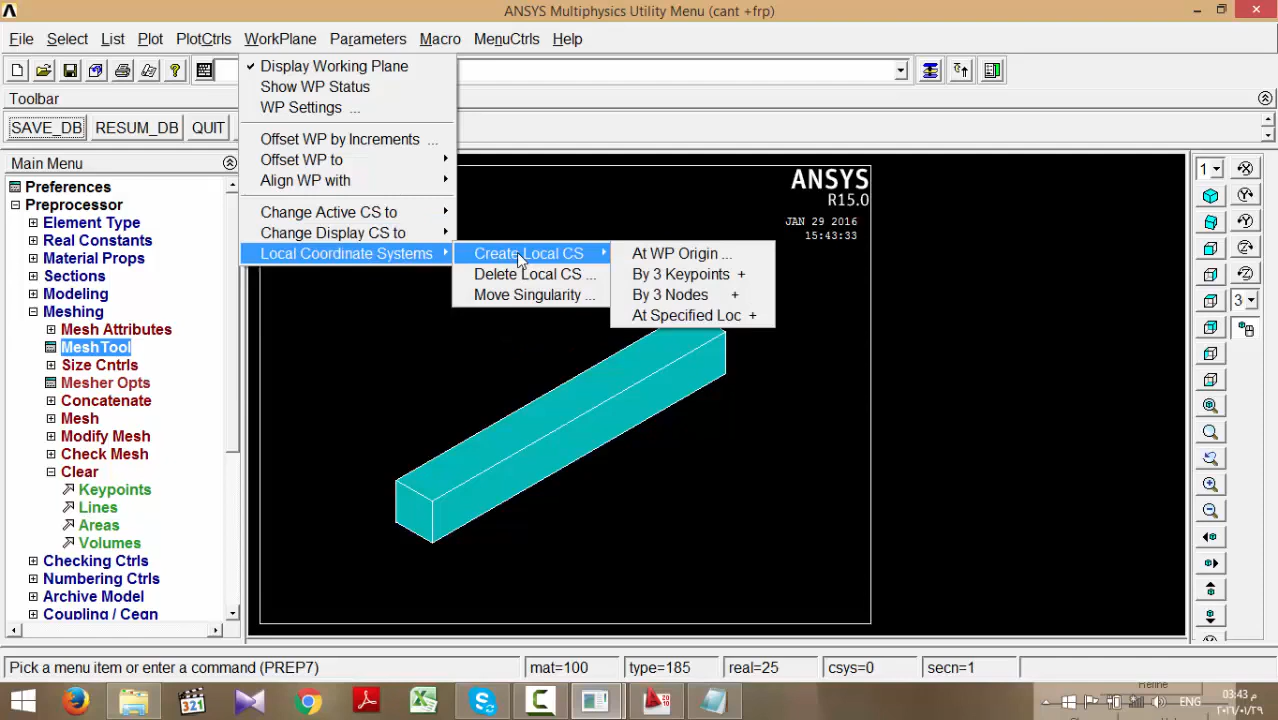 ANSYS Multiphysics Utility Menu (cant +frp)
File Select List Plot PlotCtrls WorkPlane Parameters Macro MenuCtrls Help
Display Working Plane
Show WP Status
WP Settings ...
Offset WP by Increments ...
Offset WP to
Align WP with
Change Active CS to
Change Display CS to
Local Coordinate Systems
Create Local CS
Delete Local CS ...
Move Singularity ...
At WP Origin ...
By 3 Keypoints +
By 3 Nodes +
At Specified Loc +
Toolbar
SAVE_DB RESUM_DB QUIT
Main Menu
Preferences
Preprocessor
Element Type
Real Constants
Material Props
Sections
Modeling
Meshing
Mesh Attributes
MeshTool
Size Cntrls
Mesher Opts
Concatenate
Mesh
Modify Mesh
Check Mesh
Clear
Keypoints
Lines
Areas
Volumes
Checking Ctrls
Numbering Ctrls
Archive Model
Coupling / Ceqn
ANSYS
R15.0
JAN 29 2016
15:43:33
1
3
Pick a menu item or enter a command (PREP7)
mat=100 type=185 real=25 csys=0 secn=1
321
ENG
03:43 م
٢٠١٦/٠١/٢٩